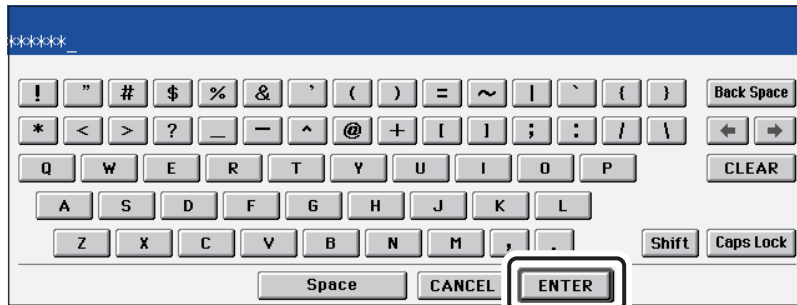 ******_
! " # $ % & ' ( ) = ~ | ` { } Back Space
* < > ? _ - ^ @ + [ ] ; : / \ ← →
Q W E R T Y U I O P CLEAR
A S D F G H J K L
Z X C V B N M , . Shift Caps Lock
Space CANCEL ENTER